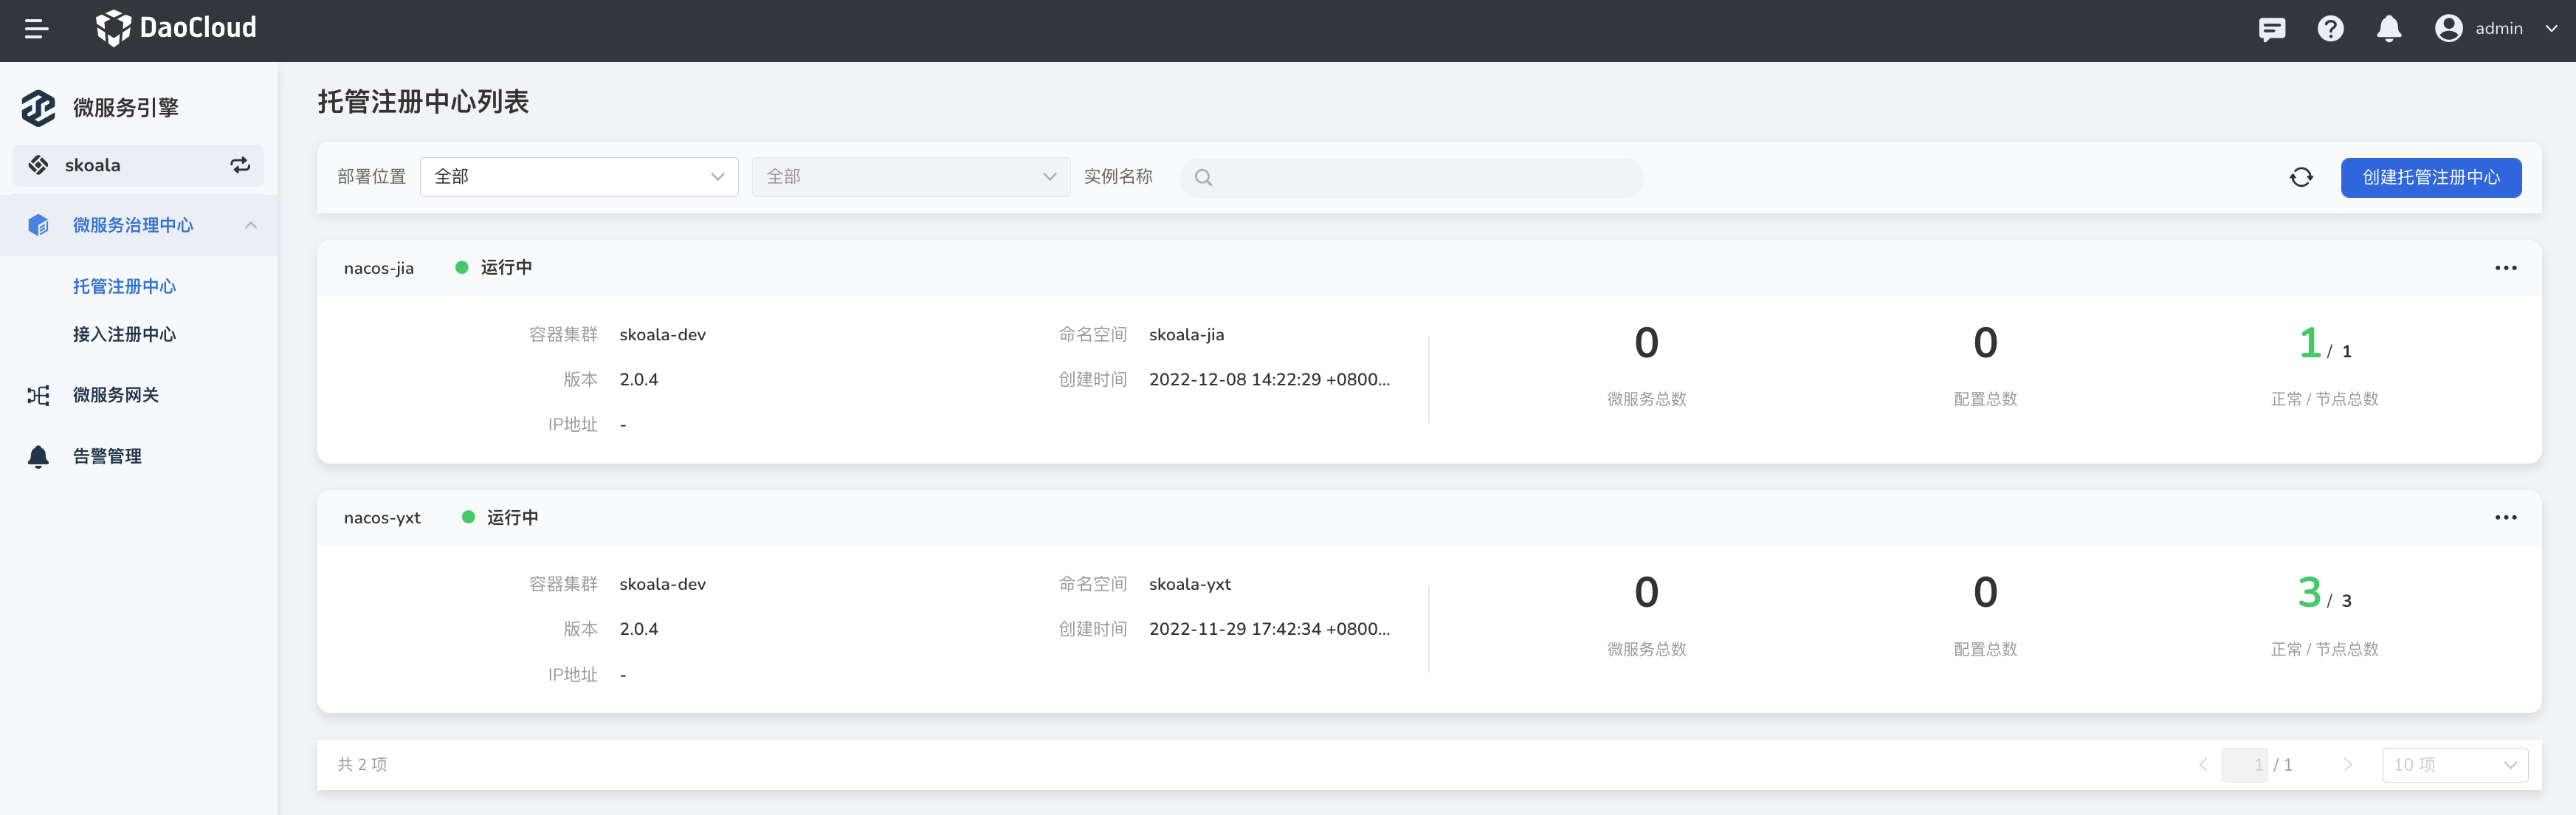 DaoCloud
admin
微服务引擎
skoala
微服务治理中心
托管注册中心
接入注册中心
微服务网关
告警管理
托管注册中心列表
部署位置 全部 全部 实例名称 创建托管注册中心
nacos-jia 运行中
容器集群 skoala-dev 命名空间 skoala-jia
版本 2.0.4 创建时间 2022-12-08 14:22:29 +0800...
IP地址 -
0 0 1 / 1
微服务总数 配置总数 正常 / 节点总数
nacos-yxt 运行中
容器集群 skoala-dev 命名空间 skoala-yxt
版本 2.0.4 创建时间 2022-11-29 17:42:34 +0800...
IP地址 -
0 0 3 / 3
微服务总数 配置总数 正常 / 节点总数
共 2 项 1 / 1 10 项